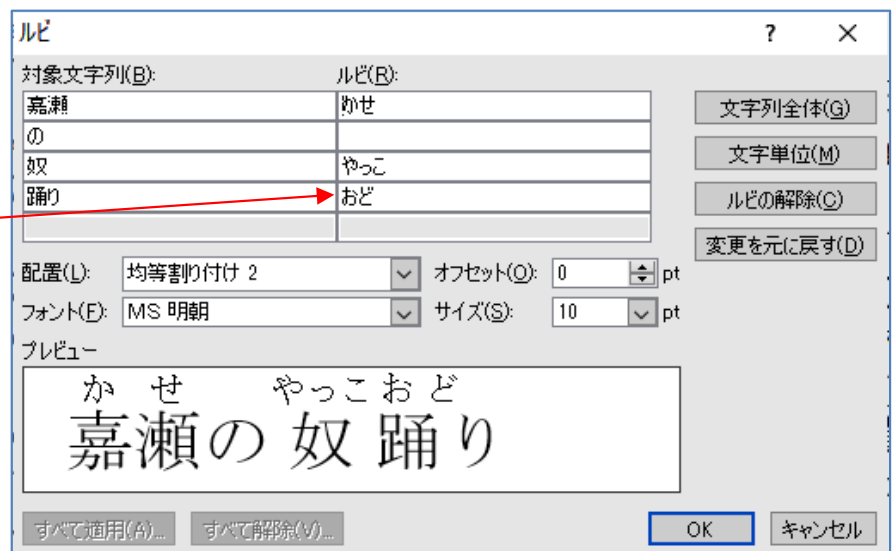 ルビ ? ×
対象文字列(B): ルビ(R):
嘉瀬 かせ
の
奴 やっこ
踊り おど
文字列全体(G)
文字単位(M)
ルビの解除(C)
変更を元に戻す(D)
配置(L): 均等割り付け 2 オフセット(O): 0 pt
フォント(F): MS 明朝 サイズ(S): 10 pt
プレビュー
か せ やっこ お ど
嘉瀬の 奴 踊り
すべて適用(A)... すべて解除(V)... OK キャンセル